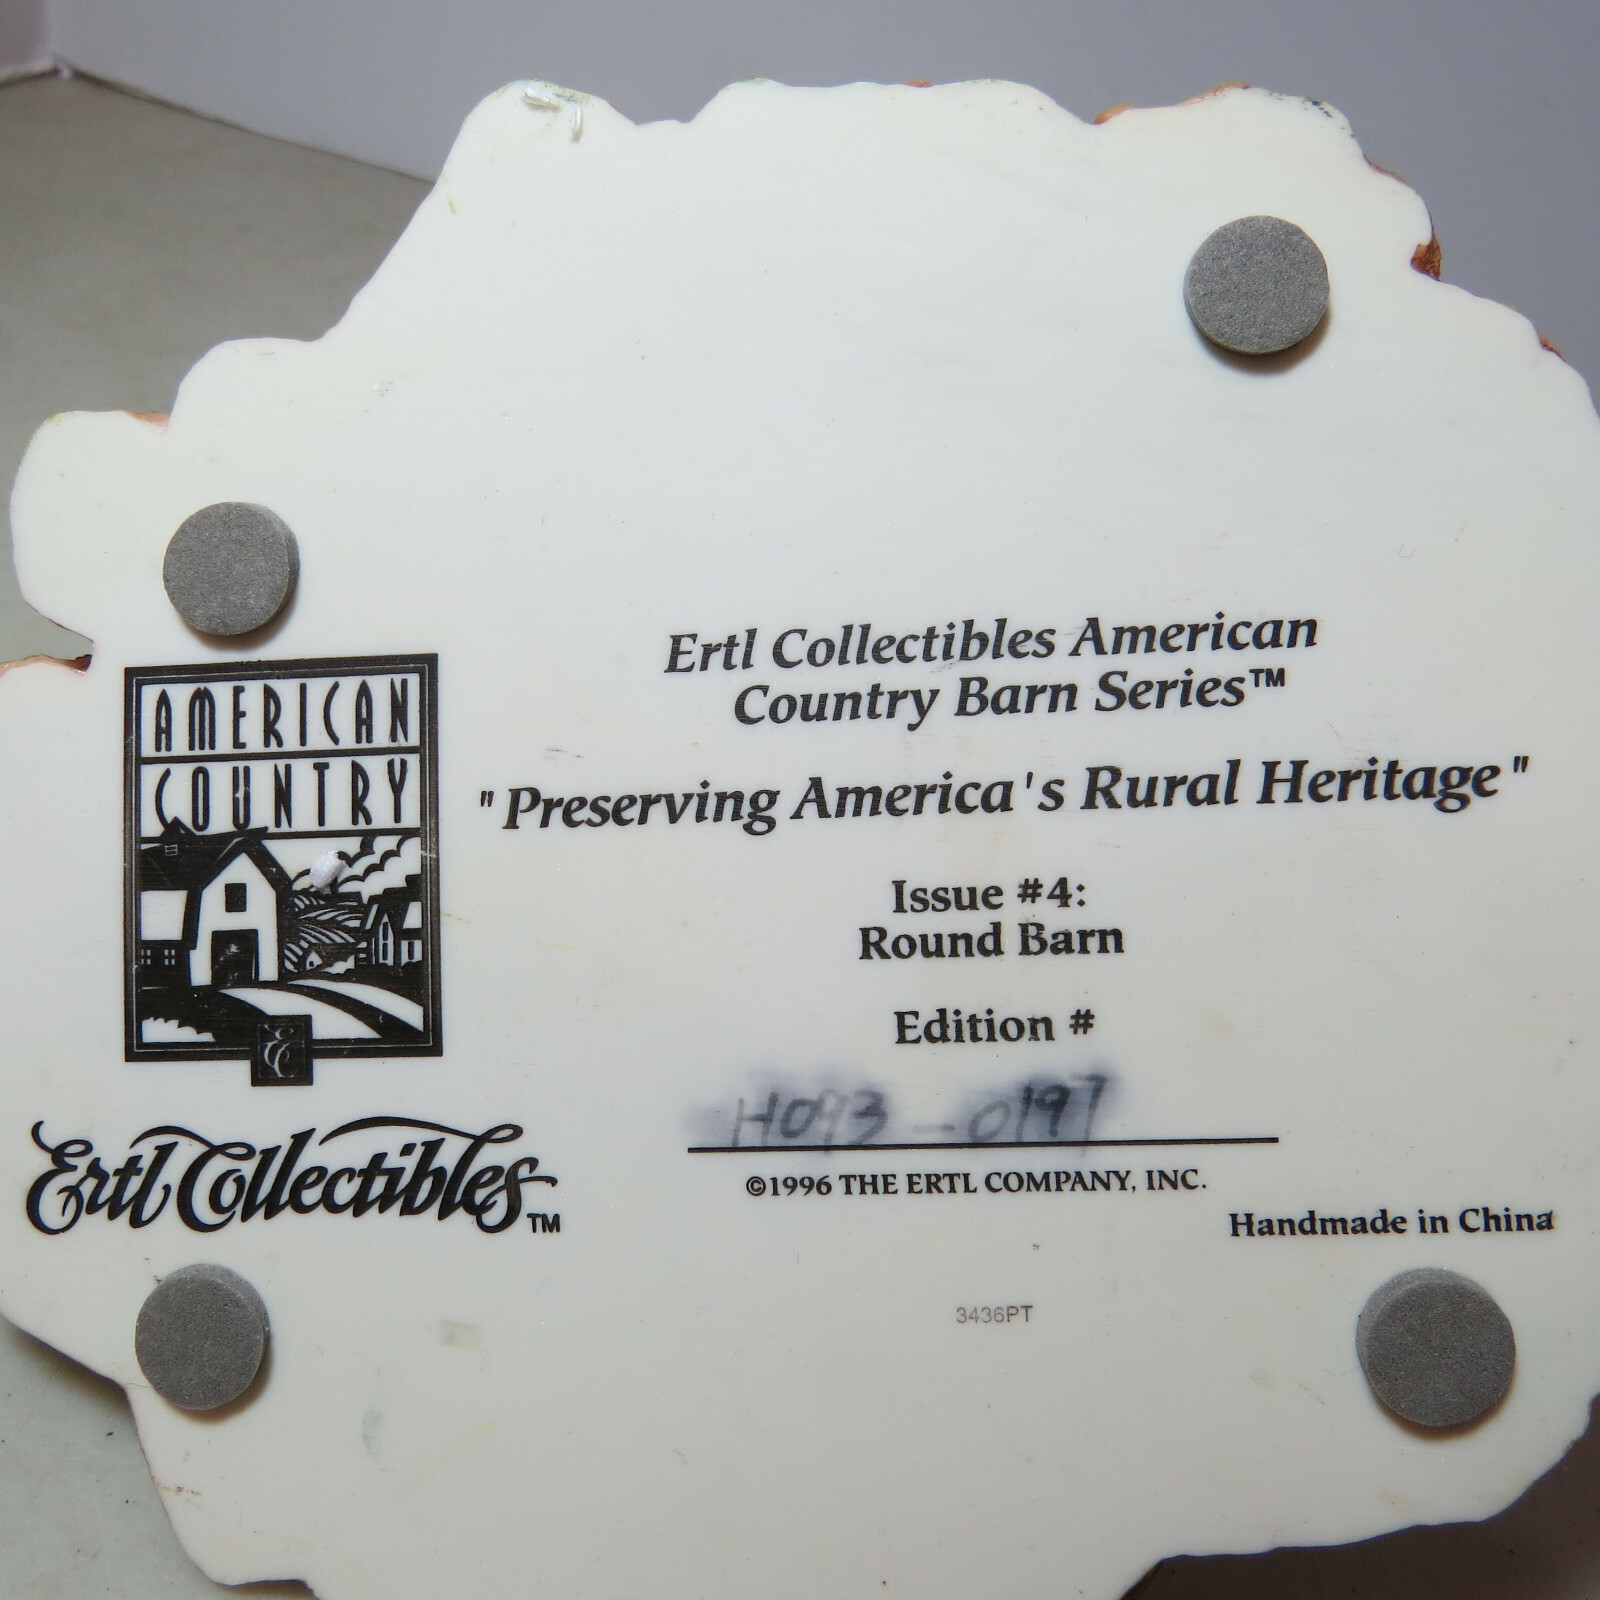 Ertl Collectibles American
Country Barn Series™
"Preserving America's Rural Heritage"
Issue #4:
Round Barn
Edition #
H093-0197
©1996 THE ERTL COMPANY, INC.
Handmade in China
3436PT
AMERICAN
COUNTRY
EC
Ertl Collectibles™